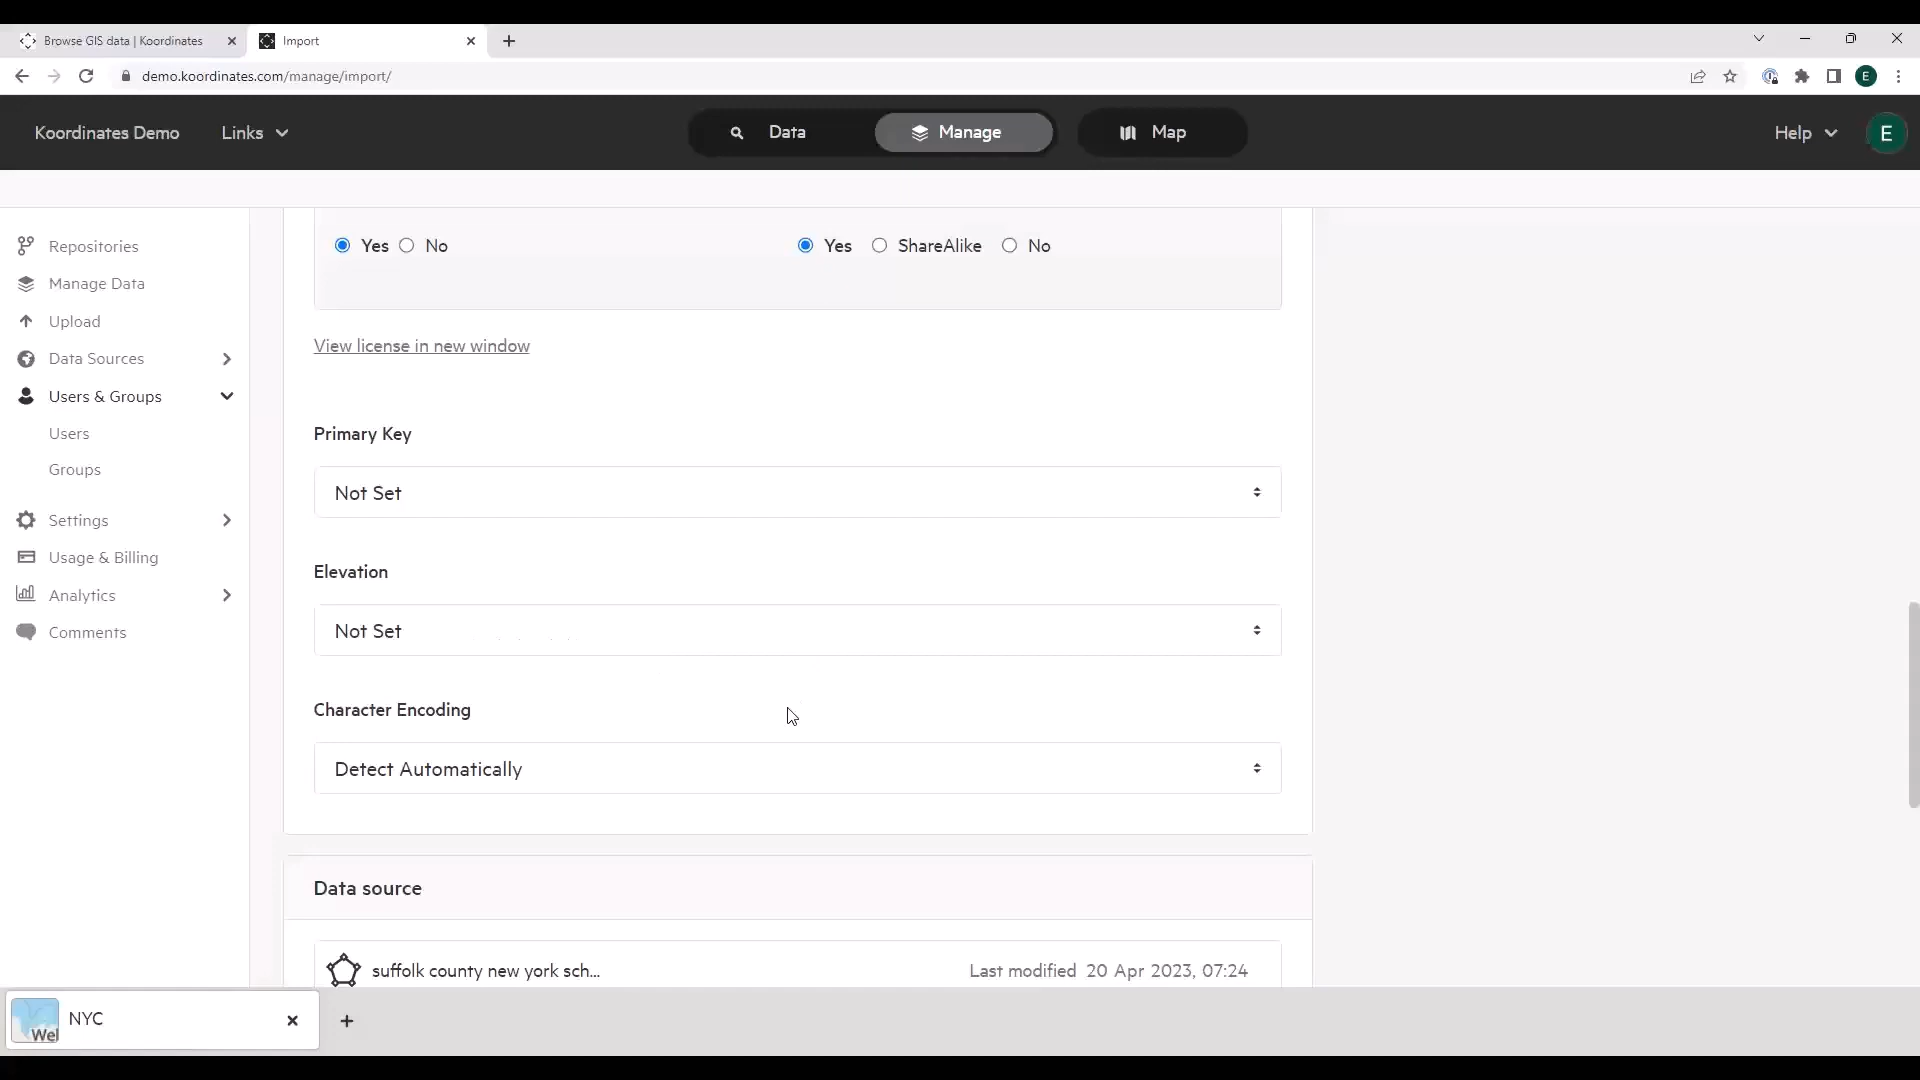 Browse GIS data | Koordinates
Import
demo.koordinates.com/manage/import/
E
Koordinates Demo
Links
Data
Manage
Map
Help
E
Repositories
Manage Data
Upload
Data Sources
Users & Groups
Users
Groups
Settings
Usage & Billing
Analytics
Comments
Yes No
Yes ShareAlike No
View license in new window
Primary Key
Not Set
Elevation
Not Set
Character Encoding
Detect Automatically
Data source
suffolk county new york sch...
Last modified 20 Apr 2023, 07:24
Wel
NYC